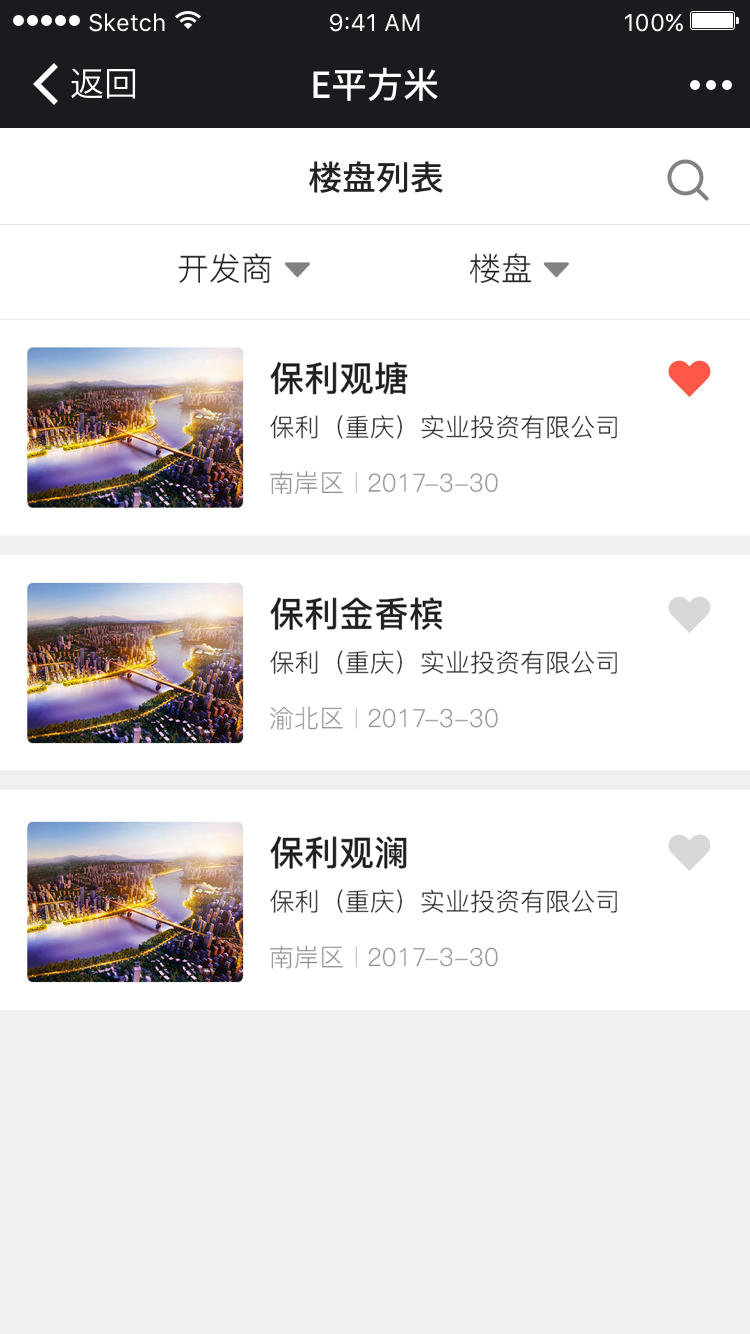 Sketch 9:41 AM 100%
返回 E平方米
楼盘列表
开发商 楼盘
保利观塘
保利（重庆）实业投资有限公司
南岸区 | 2017–3–30
保利金香槟
保利（重庆）实业投资有限公司
渝北区 | 2017–3–30
保利观澜
保利（重庆）实业投资有限公司
南岸区 | 2017–3–30